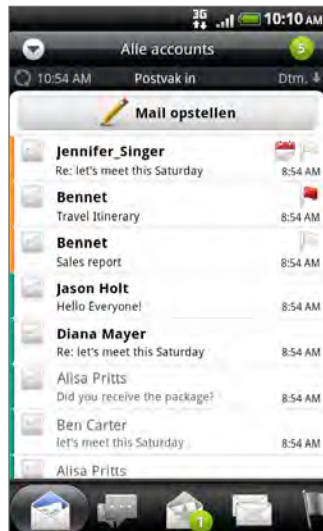 3G 10:10 AM
Alle accounts 5
10:54 AM Postvak in Dtm.
Mail opstellen
Jennifer_Singer
Re: let's meet this Saturday 8:54 AM
Bennet
Travel Itinerary 8:54 AM
Bennet
Sales report 8:54 AM
Jason Holt
Hello Everyone! 8:54 AM
Diana Mayer
Re: let's meet this Saturday 8:54 AM
Alisa Pritts
Did you receive the package? 8:54 AM
Ben Carter
let's meet this Saturday 8:54 AM
Alisa Pritts
1